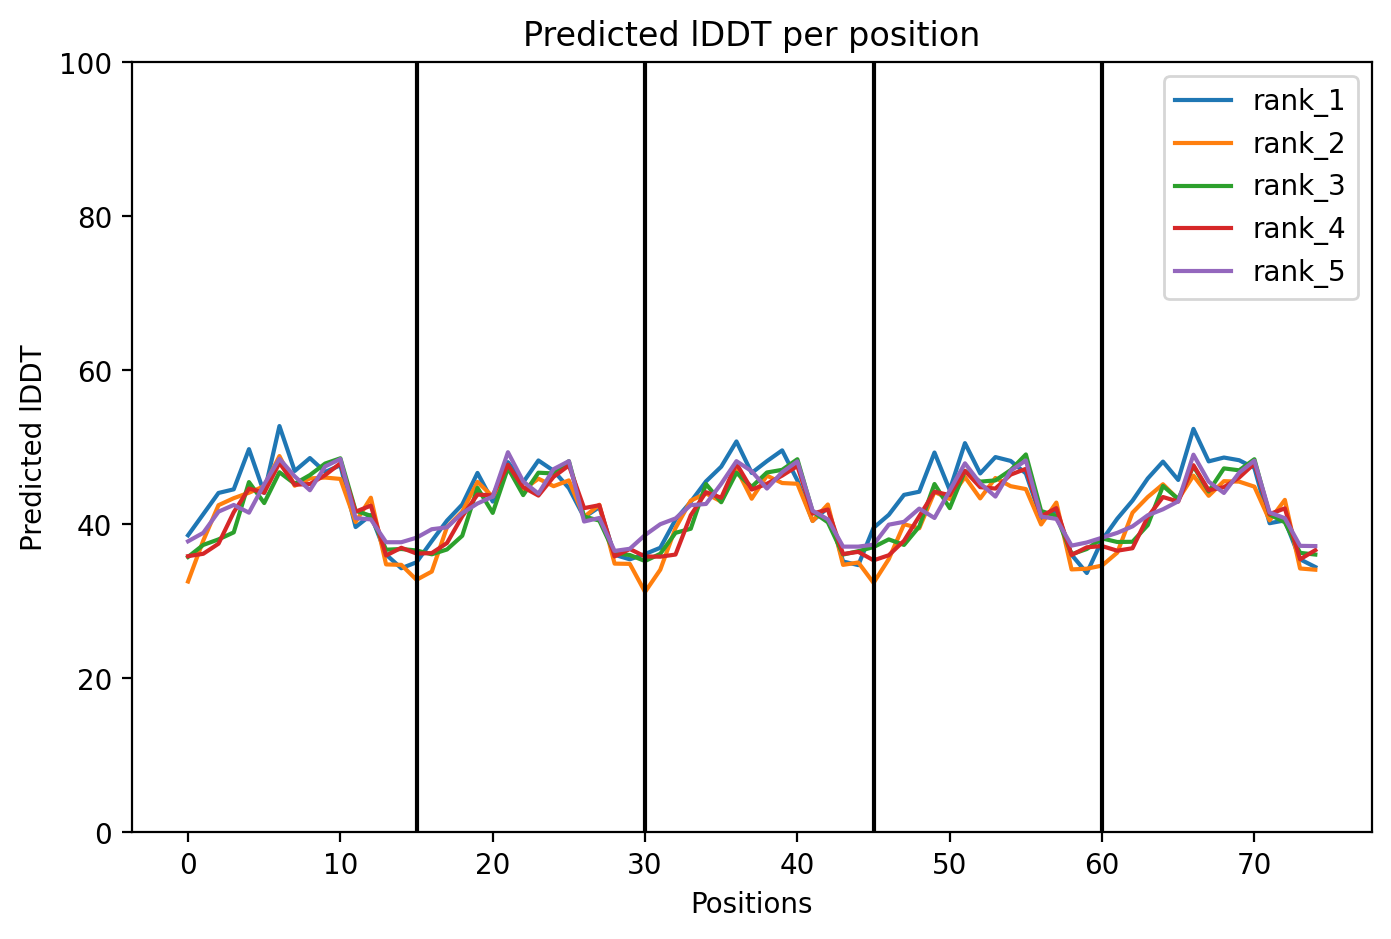 Predicted lDDT per position
100
80
60
40
20
0
Predicted lDDT
0 10 20 30 40 50 60 70
Positions
rank_1
rank_2
rank_3
rank_4
rank_5